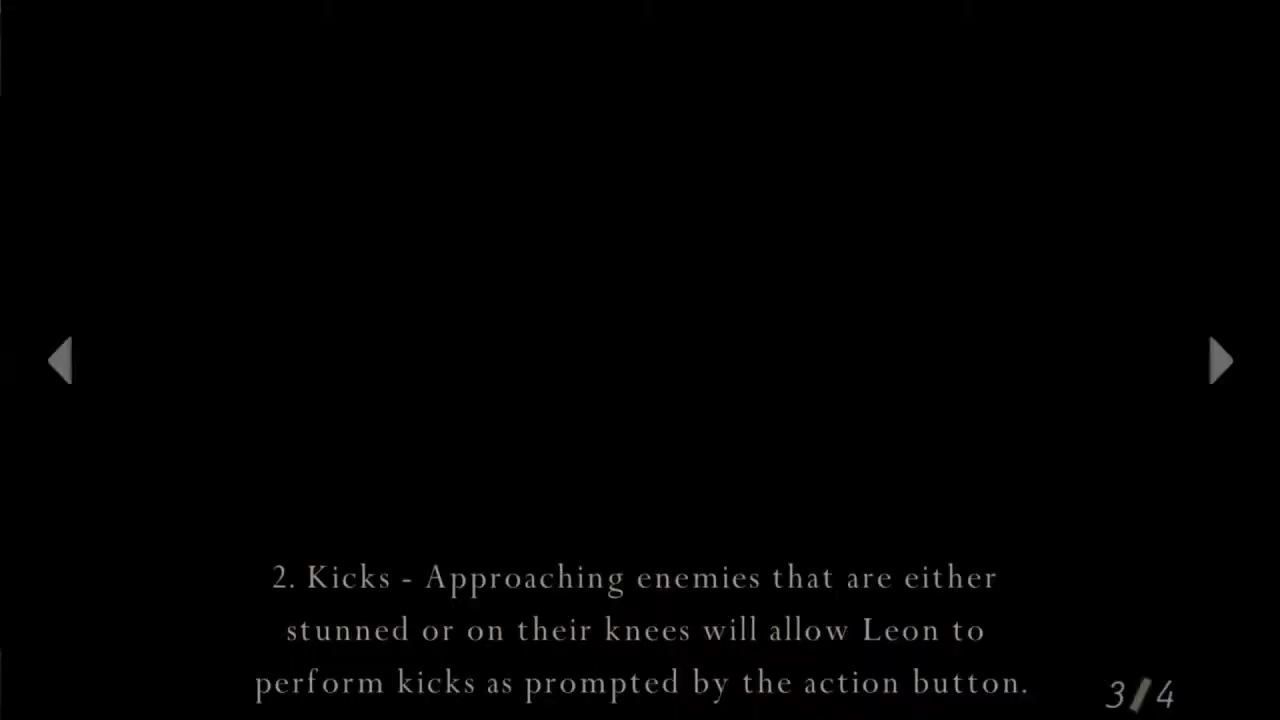 2. Kicks - Approaching enemies that are either
stunned or on their knees will allow Leon to
perform kicks as prompted by the action button.
3/4